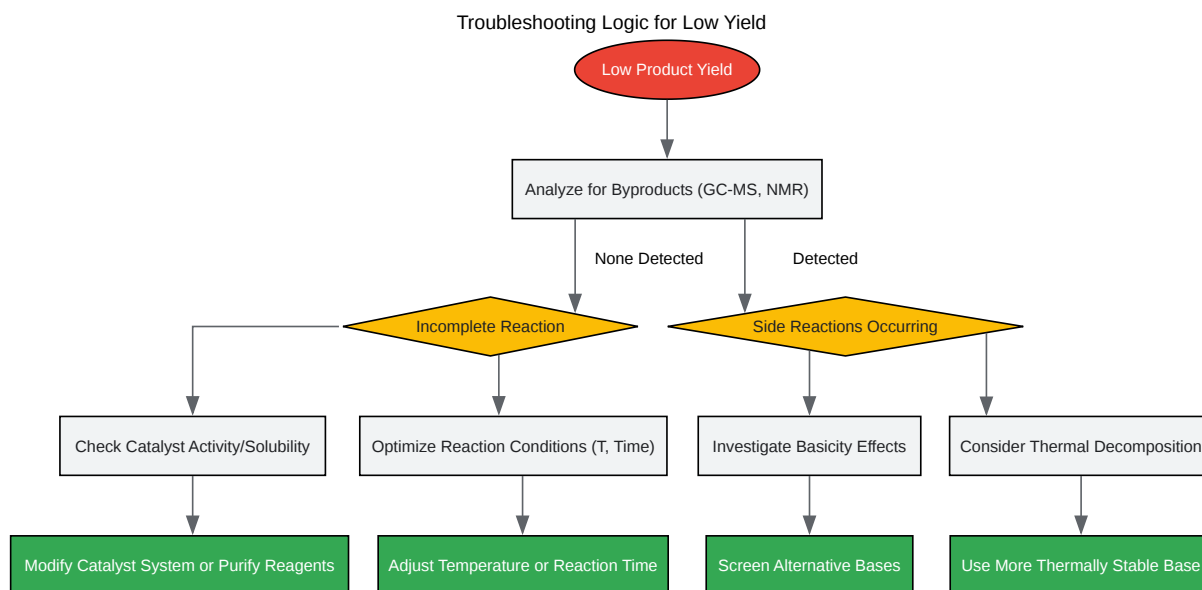 Troubleshooting Logic for Low Yield
Low Product Yield
Analyze for Byproducts (GC-MS, NMR)
None Detected
Detected
Incomplete Reaction
Side Reactions Occurring
Check Catalyst Activity/Solubility
Optimize Reaction Conditions (T, Time)
Investigate Basicity Effects
Consider Thermal Decomposition
Modify Catalyst System or Purify Reagents
Adjust Temperature or Reaction Time
Screen Alternative Bases
Use More Thermally Stable Base